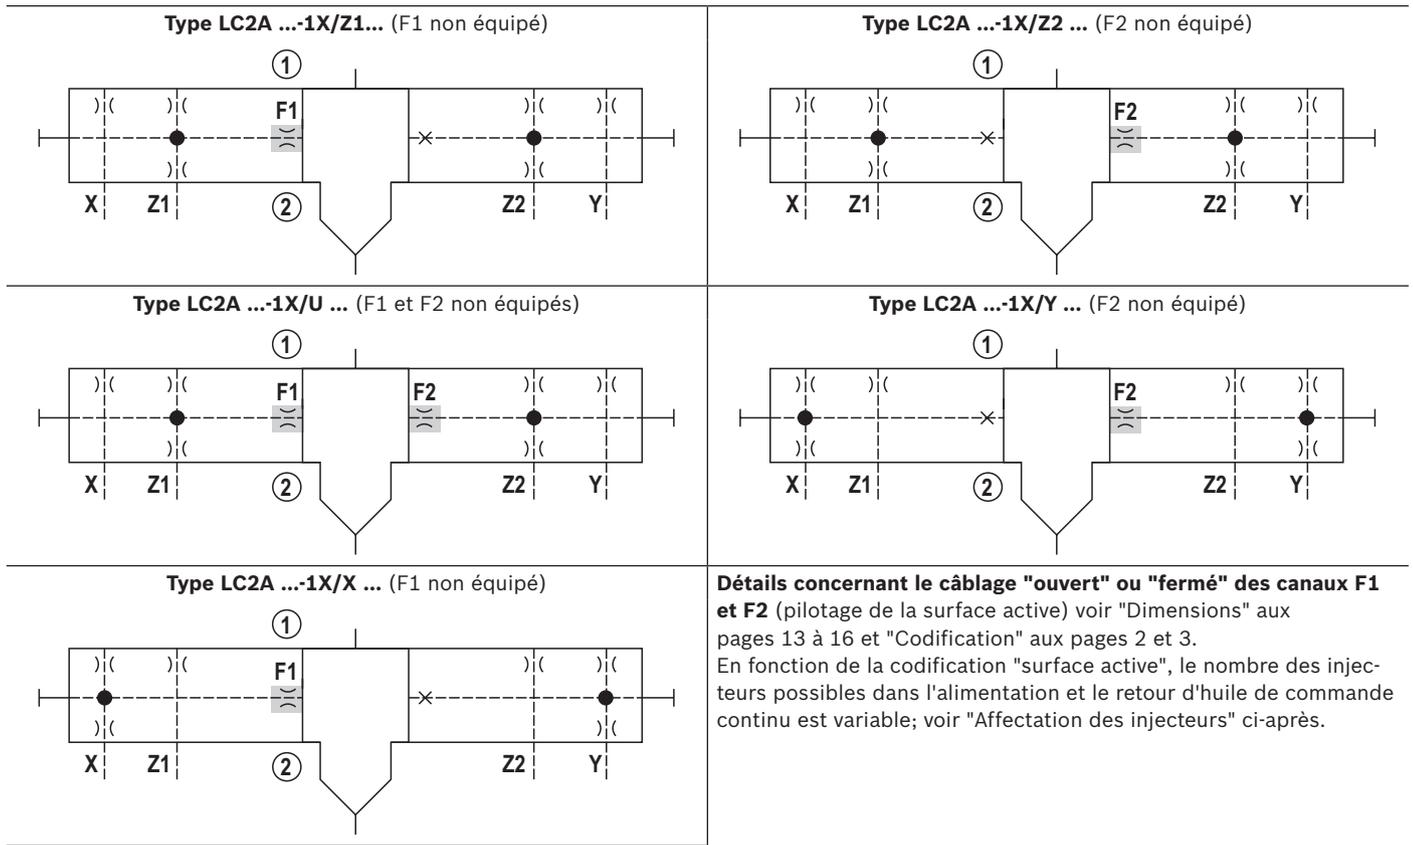 Type LC2A ...-1X/Z1... (F1 non équipé)
1
F1
X Z1 2 Z2 Y
Type LC2A ...-1X/Z2 ... (F2 non équipé)
1
F2
X Z1 2 Z2 Y
Type LC2A ...-1X/U ... (F1 et F2 non équipés)
1
F1 F2
X Z1 2 Z2 Y
Type LC2A ...-1X/Y ... (F2 non équipé)
1
F2
X Z1 2 Z2 Y
Type LC2A ...-1X/X ... (F1 non équipé)
1
F1
X Z1 2 Z2 Y
Détails concernant le câblage "ouvert" ou "fermé" des canaux F1
et F2 (pilotage de la surface active) voir "Dimensions" aux
pages 13 à 16 et "Codification" aux pages 2 et 3.
En fonction de la codification "surface active", le nombre des injec-
teurs possibles dans l'alimentation et le retour d'huile de commande
continu est variable; voir "Affectation des injecteurs" ci-après.